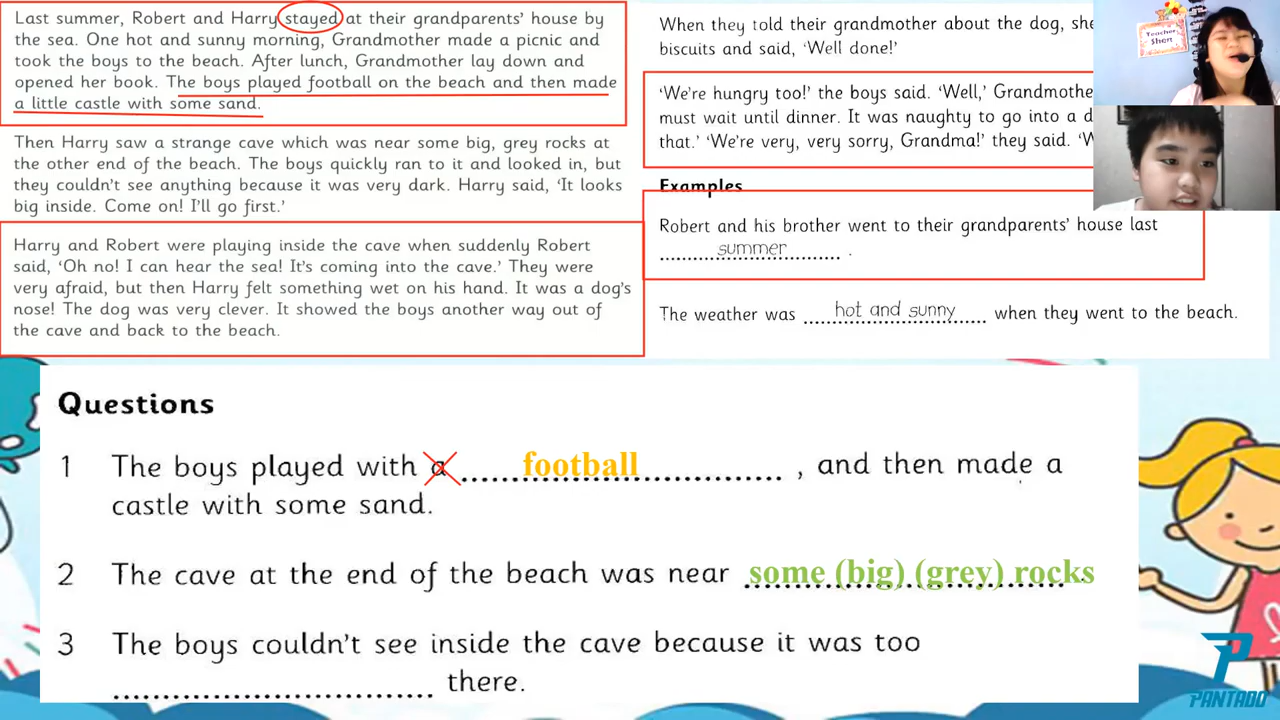 Last summer, Robert and Harry stayed at their grandparents' house by
the sea. One hot and sunny morning, Grandmother made a picnic and
took the boys to the beach. After lunch, Grandmother lay down and
opened her book. The boys played football on the beach and then made
a little castle with some sand.
Then Harry saw a strange cave which was near some big, grey rocks at
the other end of the beach. The boys quickly ran to it and looked in, but
they couldn't see anything because it was very dark. Harry said, 'It looks
big inside. Come on! I'll go first.'
Harry and Robert were playing inside the cave when suddenly Robert
said, 'Oh no! I can hear the sea! It's coming into the cave.' They were
very afraid, but then Harry felt something wet on his hand. It was a dog's
nose! The dog was very clever. It showed the boys another way out of
the cave and back to the beach.
When they told their grandmother about the dog, she
biscuits and said, 'Well done!'
'We're hungry too!' the boys said. 'Well,' Grandmothe
must wait until dinner. It was naughty to go into a d
that.' 'We're very, very sorry, Grandma!' they said. 'W
Examples
Robert and his brother went to their grandparents' house last
summer .
The weather was hot and sunny when they went to the beach.
Teacher
Shen
Questions
1 The boys played with a football , and then made a
castle with some sand.
2 The cave at the end of the beach was near some (big) (grey) rocks .
3 The boys couldn't see inside the cave because it was too
there.
PANTADO